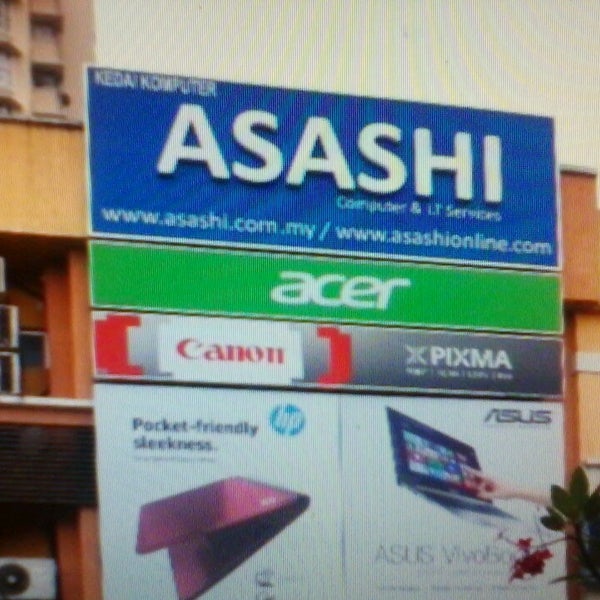 KEDAI KOMPUTER
ASASHI
Computer & I.T Services
www.asashi.com.my / www.asashionline.com
acer
Canon
PIXMA
hp
Pocket-friendly
sleekness.
ASUS
ASUS VivoBook